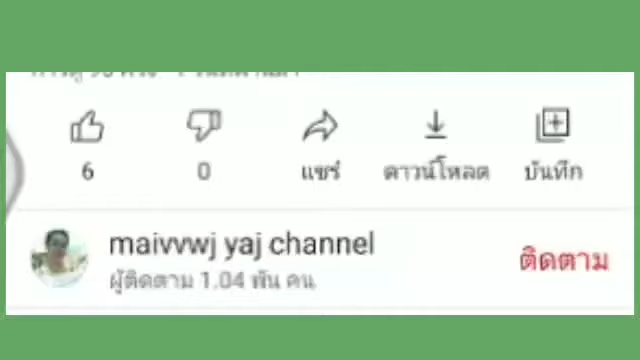 6
0
แชร์
ดาวน์โหลด
บันทึก
maivvwj yaj channel
ผู้ติดตาม 1.04 พัน คน
ติดตาม